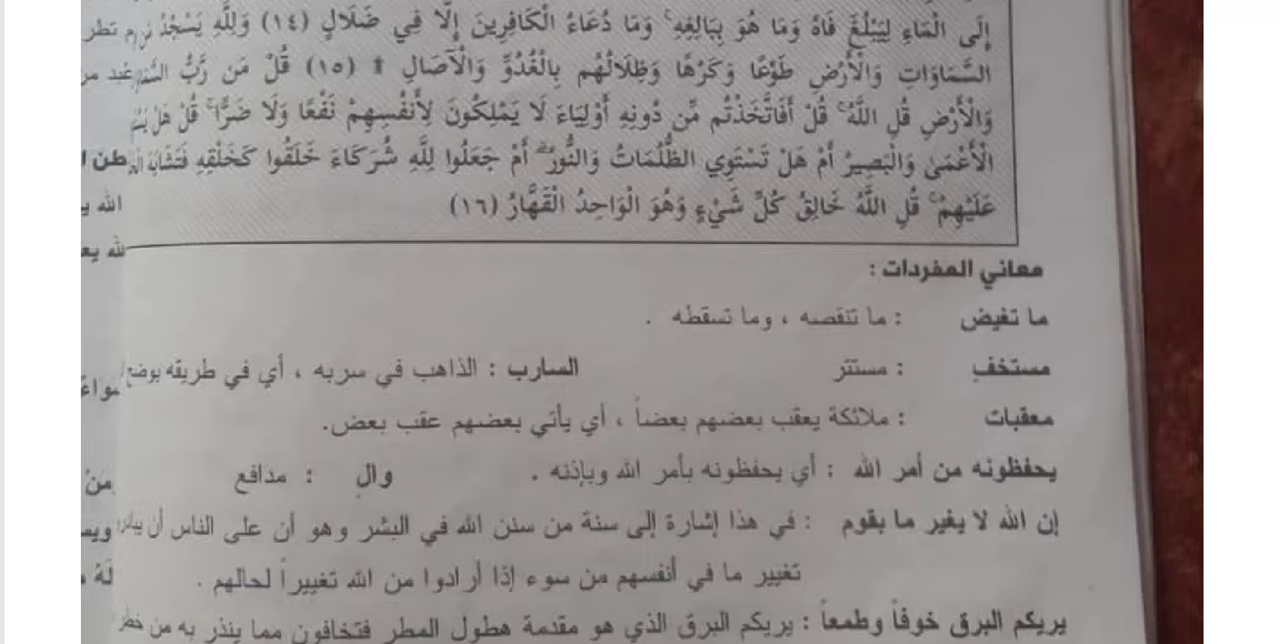 إِلَى الْمَاءِ لِيَبْلُغَ فَاهُ وَمَا هُوَ بِبَالِغِهِ ۚ وَمَا دُعَاءُ الْكَافِرِينَ إِلَّا فِي ضَلَالٍ (١٤) وَلِلَّهِ يَسْجُدُ
السَّمَاوَاتِ وَالْأَرْضِ طَوْعًا وَكَرْهًا وَظِلَالُهُم بِالْغُدُوِّ وَالْآصَالِ ۩ (١٥) قُلْ مَن رَّبُّ
وَالْأَرْضِ قُلِ اللَّهُ ۚ قُلْ أَفَاتَّخَذْتُم مِّن دُونِهِ أَوْلِيَاءَ لَا يَمْلِكُونَ لِأَنفُسِهِمْ نَفْعًا وَلَا ضَرًّا ۚ قُلْ هَلْ
الْأَعْمَىٰ وَالْبَصِيرُ أَمْ هَلْ تَسْتَوِي الظُّلُمَاتُ وَالنُّورُ ۗ أَمْ جَعَلُوا لِلَّهِ شُرَكَاءَ خَلَقُوا كَخَلْقِهِ فَتَشَابَهَ
عَلَيْهِمْ ۚ قُلِ اللَّهُ خَالِقُ كُلِّ شَيْءٍ وَهُوَ الْوَاحِدُ الْقَهَّارُ (١٦)
معاني المفردات :
ما تغيض : ما تنقصه ، وما تسقطه .
مستخفٍ : مستتر السارب : الذاهب في سربه ، أي في طريقه
معقبات : ملائكة يعقب بعضهم بعضاً ، أي يأتي بعضهم عقب بعض.
يحفظونه من أمر الله : أي يحفظونه بأمر الله وبإذنه . والٍ : مدافع
إن الله لا يغير ما بقوم : في هذا إشارة إلى سنة من سنن الله في البشر وهو أن على الناس أن
تغيير ما في أنفسهم من سوء إذا أرادوا من الله تغييراً لحالهم .
يريكم البرق خوفاً وطمعاً : يريكم البرق الذي هو مقدمة هطول المطر فتخافون مما ينذر به من